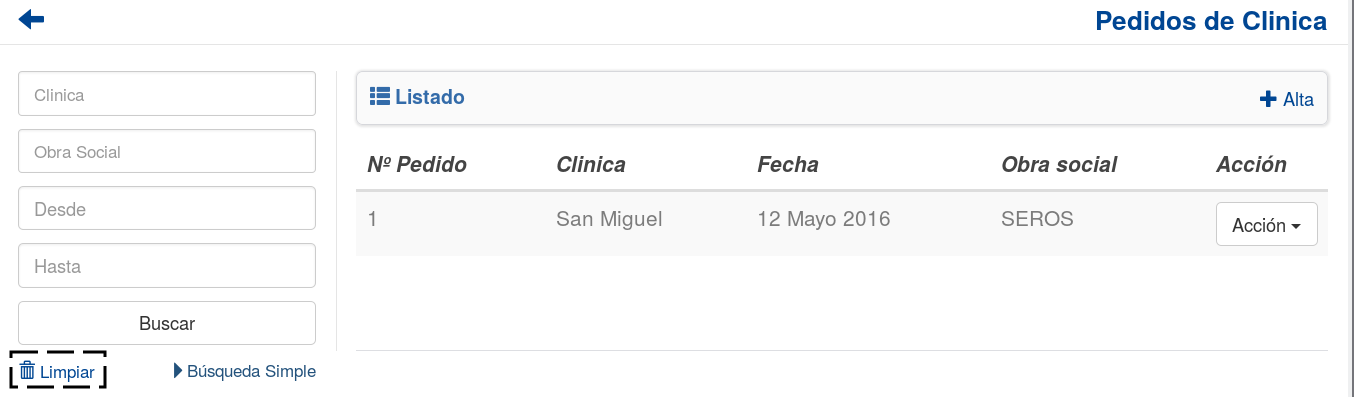 Pedidos de Clinica
Clinica
Obra Social
Desde
Hasta
Buscar
Limpiar
Búsqueda Simple
Listado
Alta
Nº Pedido Clinica Fecha Obra social Acción
1 San Miguel 12 Mayo 2016 SEROS Acción